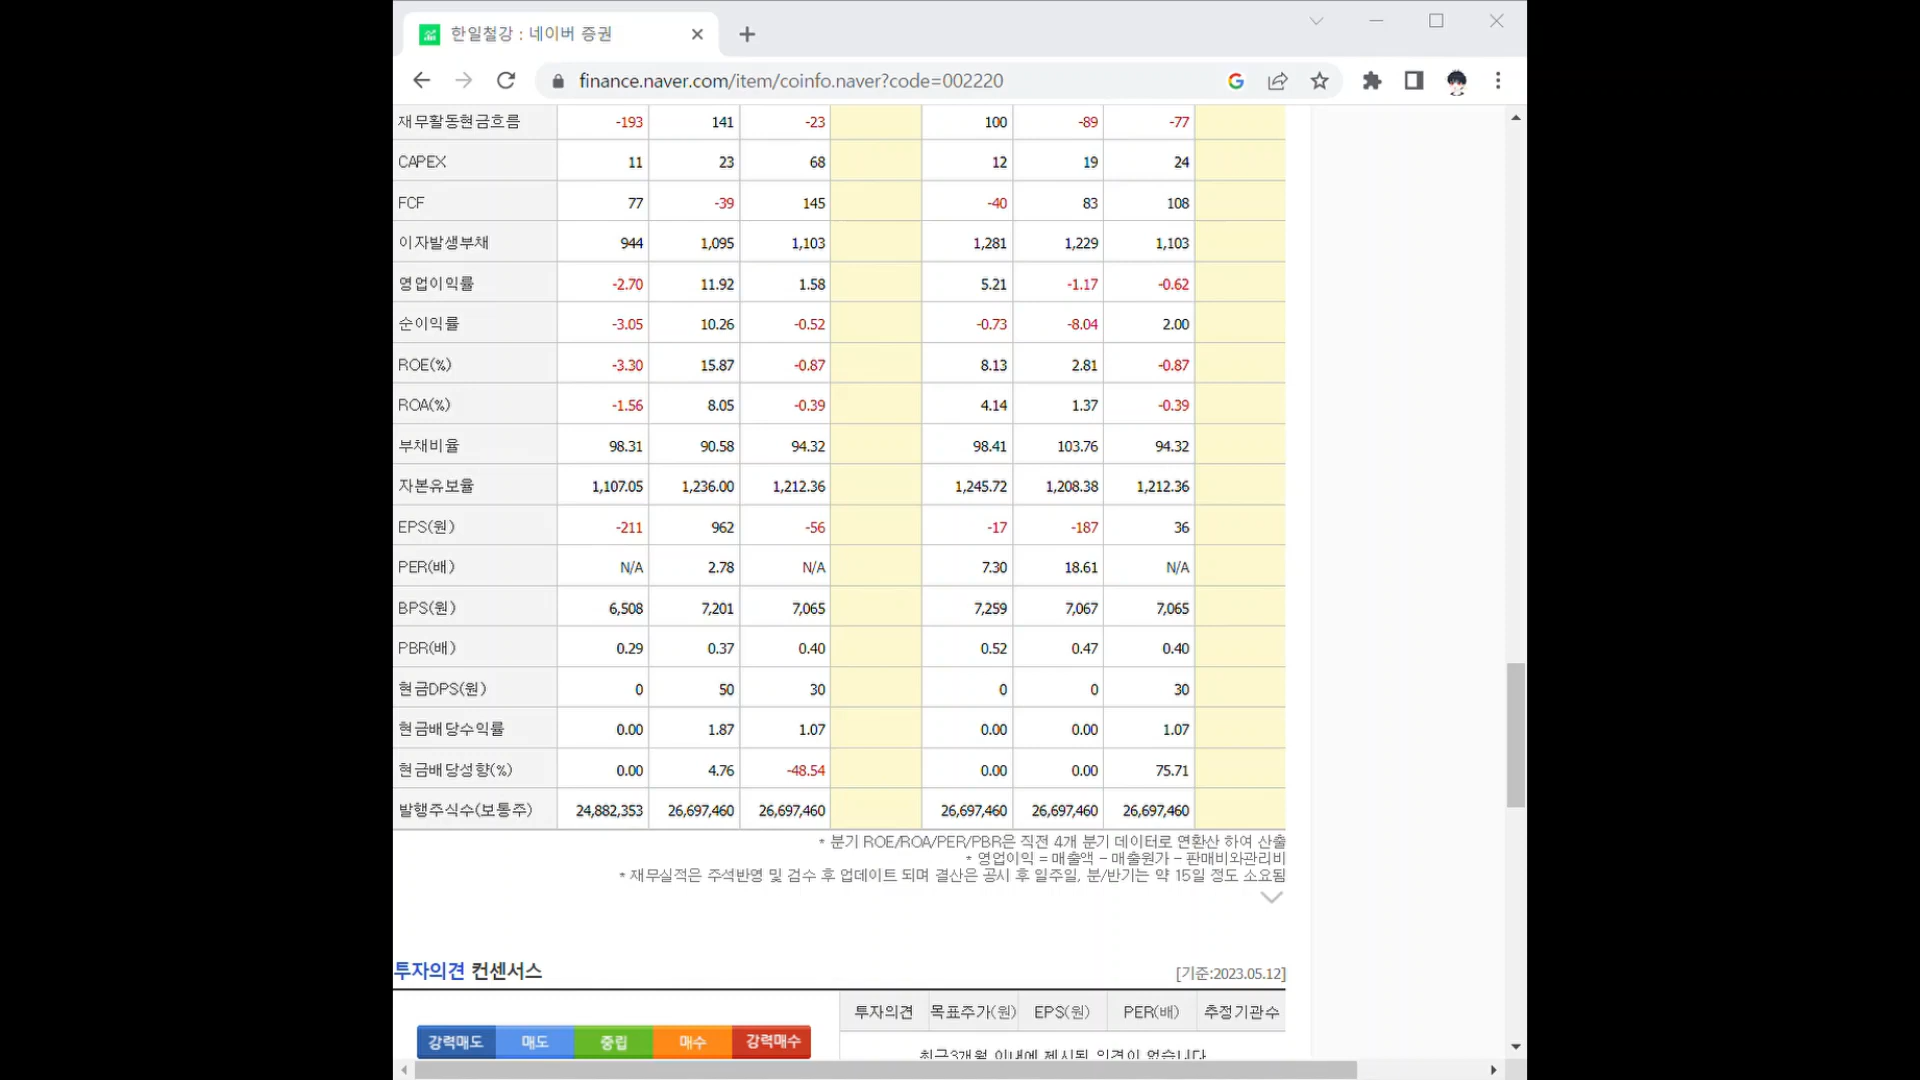 한일철강 : 네이버 증권
finance.naver.com/item/coinfo.naver?code=002220
재무활동현금흐름 -193 141 -23 100 -89 -77
CAPEX 11 23 68 12 19 24
FCF 77 -39 145 -40 83 108
이자발생부채 944 1,095 1,103 1,281 1,229 1,103
영업이익률 -2.70 11.92 1.58 5.21 -1.17 -0.62
순이익률 -3.05 10.26 -0.52 -0.73 -8.04 2.00
ROE(%) -3.30 15.87 -0.87 8.13 2.81 -0.87
ROA(%) -1.56 8.05 -0.39 4.14 1.37 -0.39
부채비율 98.31 90.58 94.32 98.41 103.76 94.32
자본유보율 1,107.05 1,236.00 1,212.36 1,245.72 1,208.38 1,212.36
EPS(원) -211 962 -56 -17 -187 36
PER(배) N/A 2.78 N/A 7.30 18.61 N/A
BPS(원) 6,508 7,201 7,065 7,259 7,067 7,065
PBR(배) 0.29 0.37 0.40 0.52 0.47 0.40
현금DPS(원) 0 50 30 0 0 30
현금배당수익률 0.00 1.87 1.07 0.00 0.00 1.07
현금배당성향(%) 0.00 4.76 -48.54 0.00 0.00 75.71
발행주식수(보통주) 24,882,353 26,697,460 26,697,460 26,697,460 26,697,460 26,697,460
* 분기 ROE/ROA/PER/PBR은 직전 4개 분기 데이터로 연환산 하여 산출
* 영업이익 = 매출액 - 매출원가 - 판매비와관리비
* 재무실적은 주석반영 및 검수 후 업데이트 되며 결산은 공시 후 일주일, 분/반기는 약 15일 정도 소요됨
투자의견 컨센서스 [기준:2023.05.12]
투자의견 목표주가(원) EPS(원) PER(배) 추정기관수
강력매도 매도 중립 매수 강력매수
최근3개월 이내에 제시된 의견이 없습니다